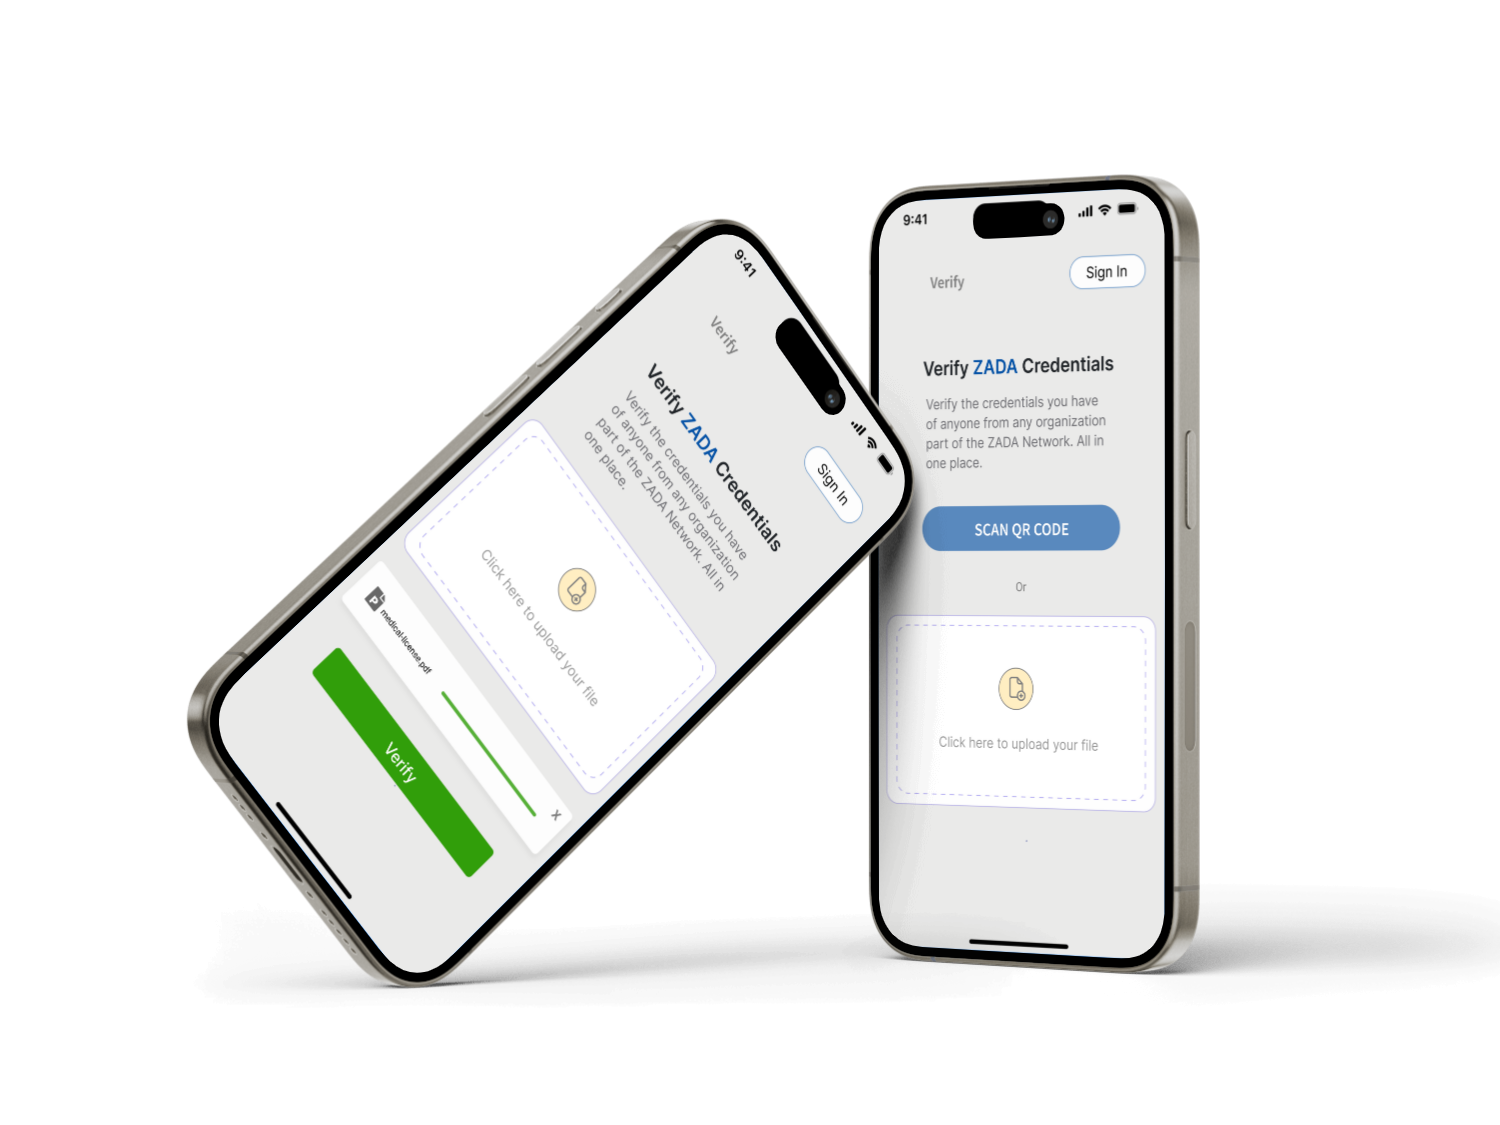 9:41
Verify
Sign In
Verify ZADA Credentials
Verify the credentials you have
of anyone from any organization
part of the ZADA Network. All in
one place.
Click here to upload your file
medical-license.pdf
X
Verify
9:41
Verify
Sign In
Verify ZADA Credentials
Verify the credentials you have
of anyone from any organization
part of the ZADA Network. All in
one place.
SCAN QR CODE
Or
Click here to upload your file